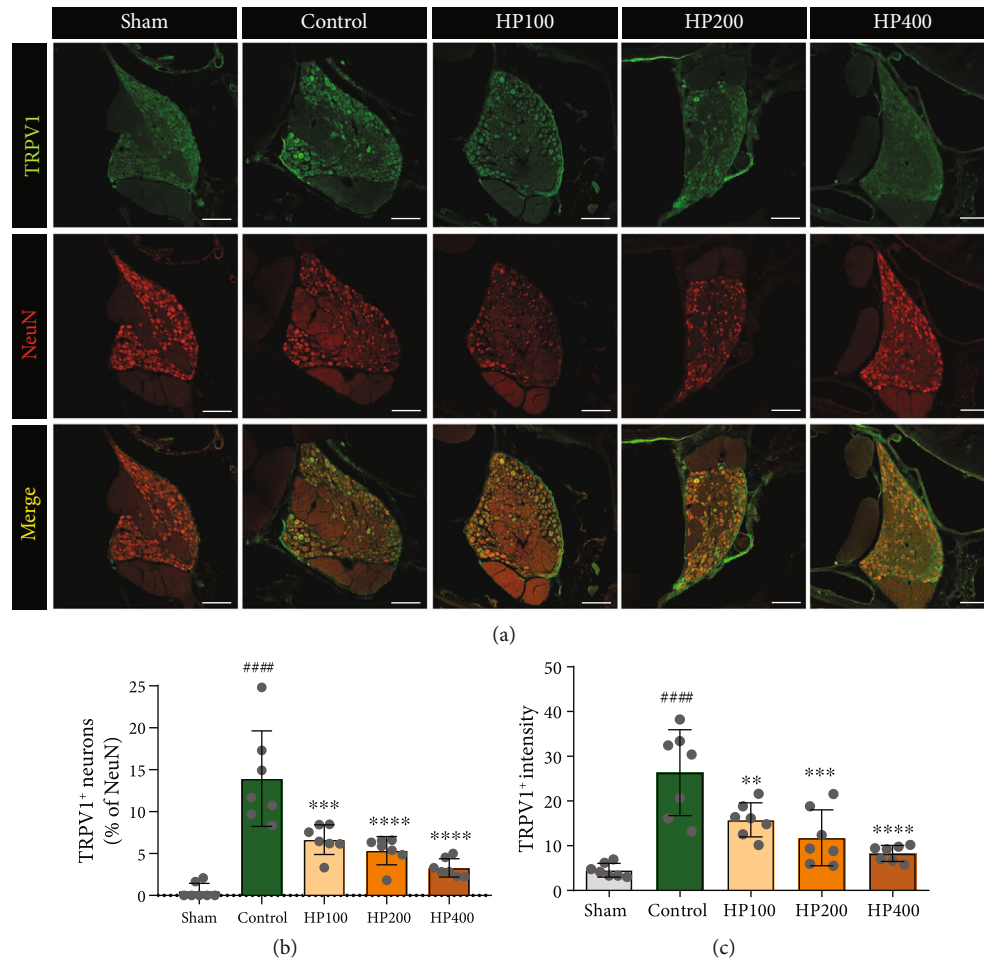 Sham Control HP100 HP200 HP400
TRPV1
NeuN
Merge
(a)
TRPV1+ neurons
(% of NeuN)
25
20
15
10
5
0
####
***
****
****
Sham Control HP100 HP200 HP400
(b)
TRPV1+ intensity
50
40
30
20
10
0
####
**
***
****
Sham Control HP100 HP200 HP400
(c)